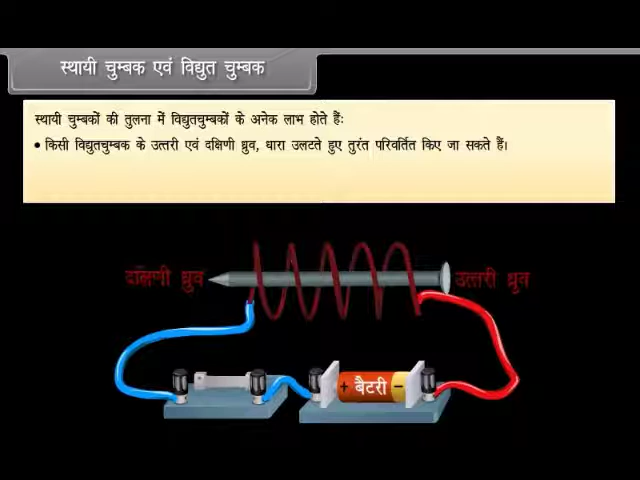 स्थायी चुम्बक एवं विद्युत चुम्बक
स्थायी चुम्बकों की तुलना में विद्युतचुम्बकों के अनेक लाभ होते हैं:
• किसी विद्युतचुम्बक के उत्तरी एवं दक्षिणी ध्रुव, धारा उलटते हुए तुरंत परिवर्तित किए जा सकते हैं।
दक्षिणी ध्रुव उत्तरी ध्रुव
+ बैटरी −